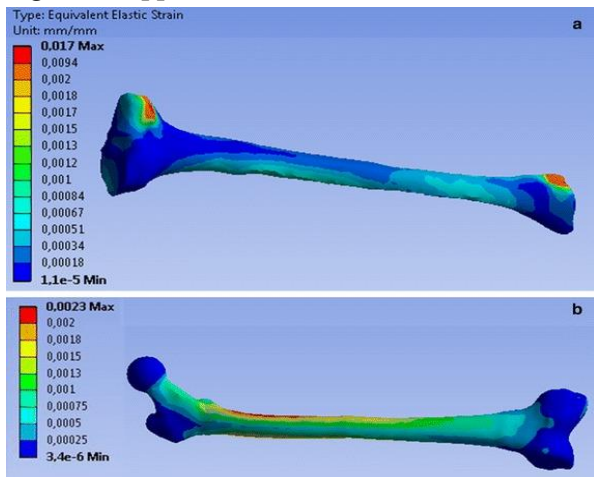 Type: Equivalent Elastic Strain
Unit: mm/mm
a
0,017 Max
0,0094
0,002
0,0018
0,0017
0,0015
0,0013
0,0012
0,001
0,00084
0,00067
0,00051
0,00034
0,00018
1,1e-5 Min
b
0,0023 Max
0,002
0,0018
0,0015
0,0013
0,001
0,00075
0,0005
0,00025
3,4e-6 Min